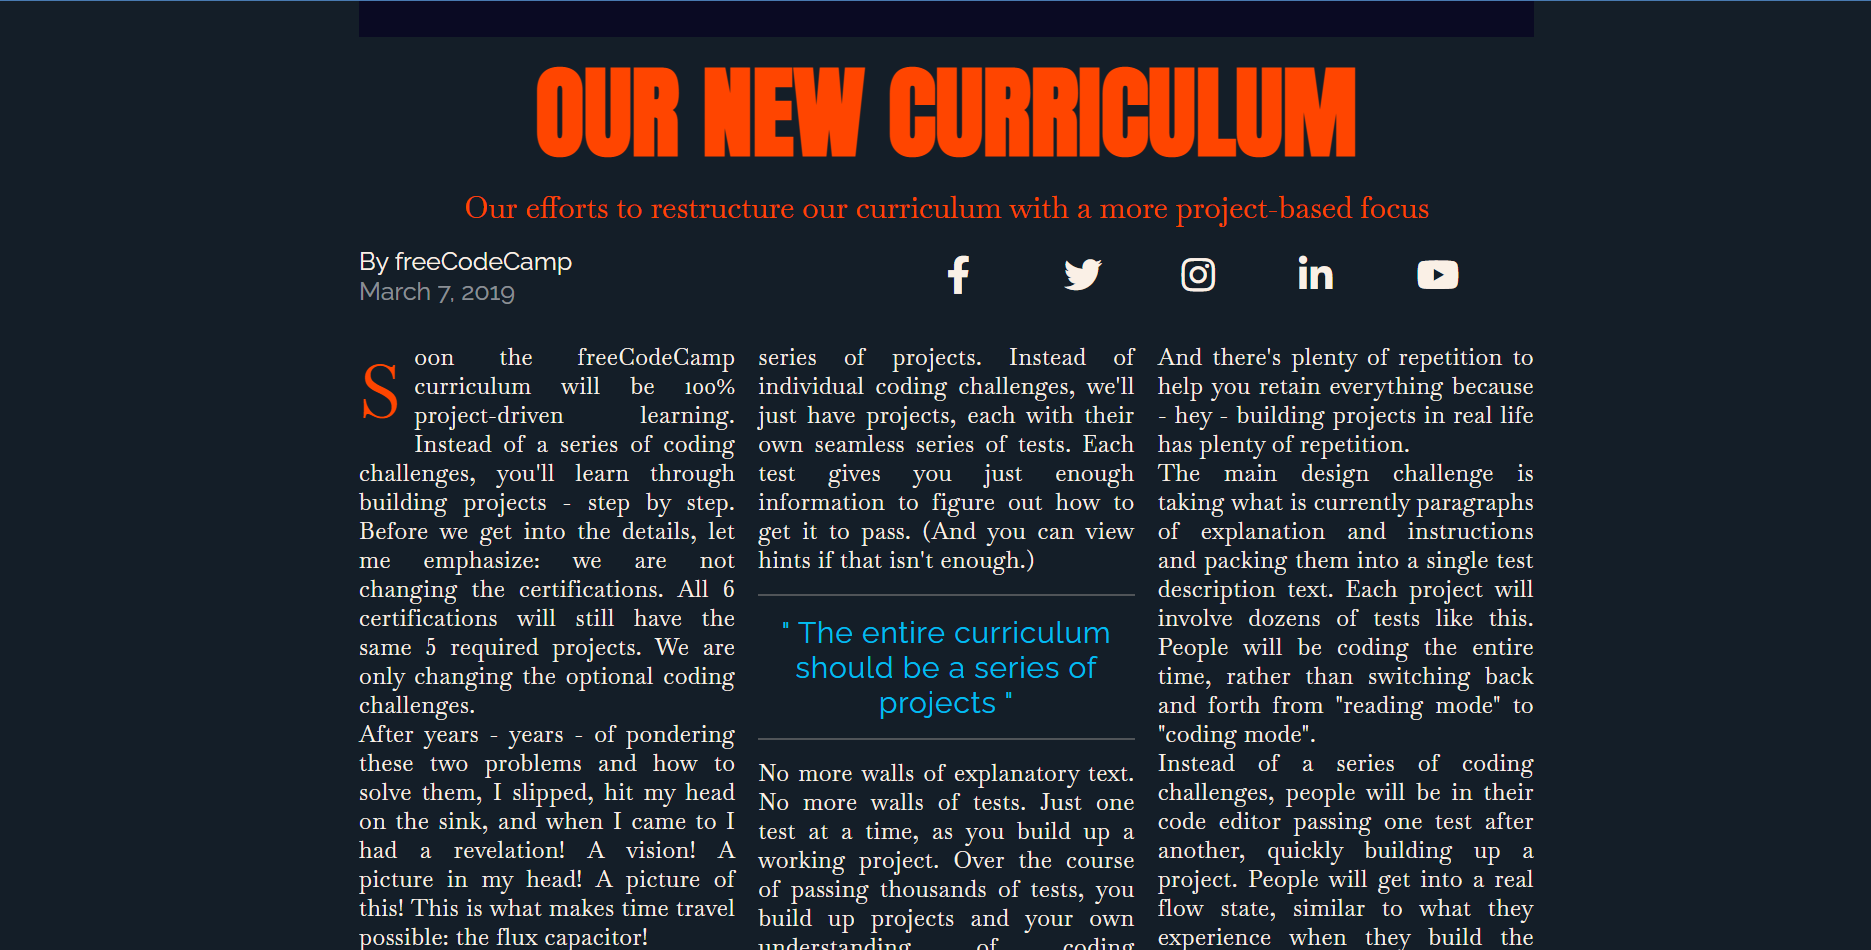 OUR NEW CURRICULUM
Our efforts to restructure our curriculum with a more project-based focus
By freeCodeCamp
March 7, 2019
Soon the freeCodeCamp
curriculum will be 100%
project-driven learning.
Instead of a series of coding
challenges, you'll learn through
building projects - step by step.
Before we get into the details, let
me emphasize: we are not
changing the certifications. All 6
certifications will still have the
same 5 required projects. We are
only changing the optional coding
challenges.
After years - years - of pondering
these two problems and how to
solve them, I slipped, hit my head
on the sink, and when I came to I
had a revelation! A vision! A
picture in my head! A picture of
this! This is what makes time travel
possible: the flux capacitor!
series of projects. Instead of
individual coding challenges, we'll
just have projects, each with their
own seamless series of tests. Each
test gives you just enough
information to figure out how to
get it to pass. (And you can view
hints if that isn't enough.)
" The entire curriculum
should be a series of
projects "
No more walls of explanatory text.
No more walls of tests. Just one
test at a time, as you build up a
working project. Over the course
of passing thousands of tests, you
build up projects and your own
understanding of coding
And there's plenty of repetition to
help you retain everything because
- hey - building projects in real life
has plenty of repetition.
The main design challenge is
taking what is currently paragraphs
of explanation and instructions
and packing them into a single test
description text. Each project will
involve dozens of tests like this.
People will be coding the entire
time, rather than switching back
and forth from "reading mode" to
"coding mode".
Instead of a series of coding
challenges, people will be in their
code editor passing one test after
another, quickly building up a
project. People will get into a real
flow state, similar to what they
experience when they build the